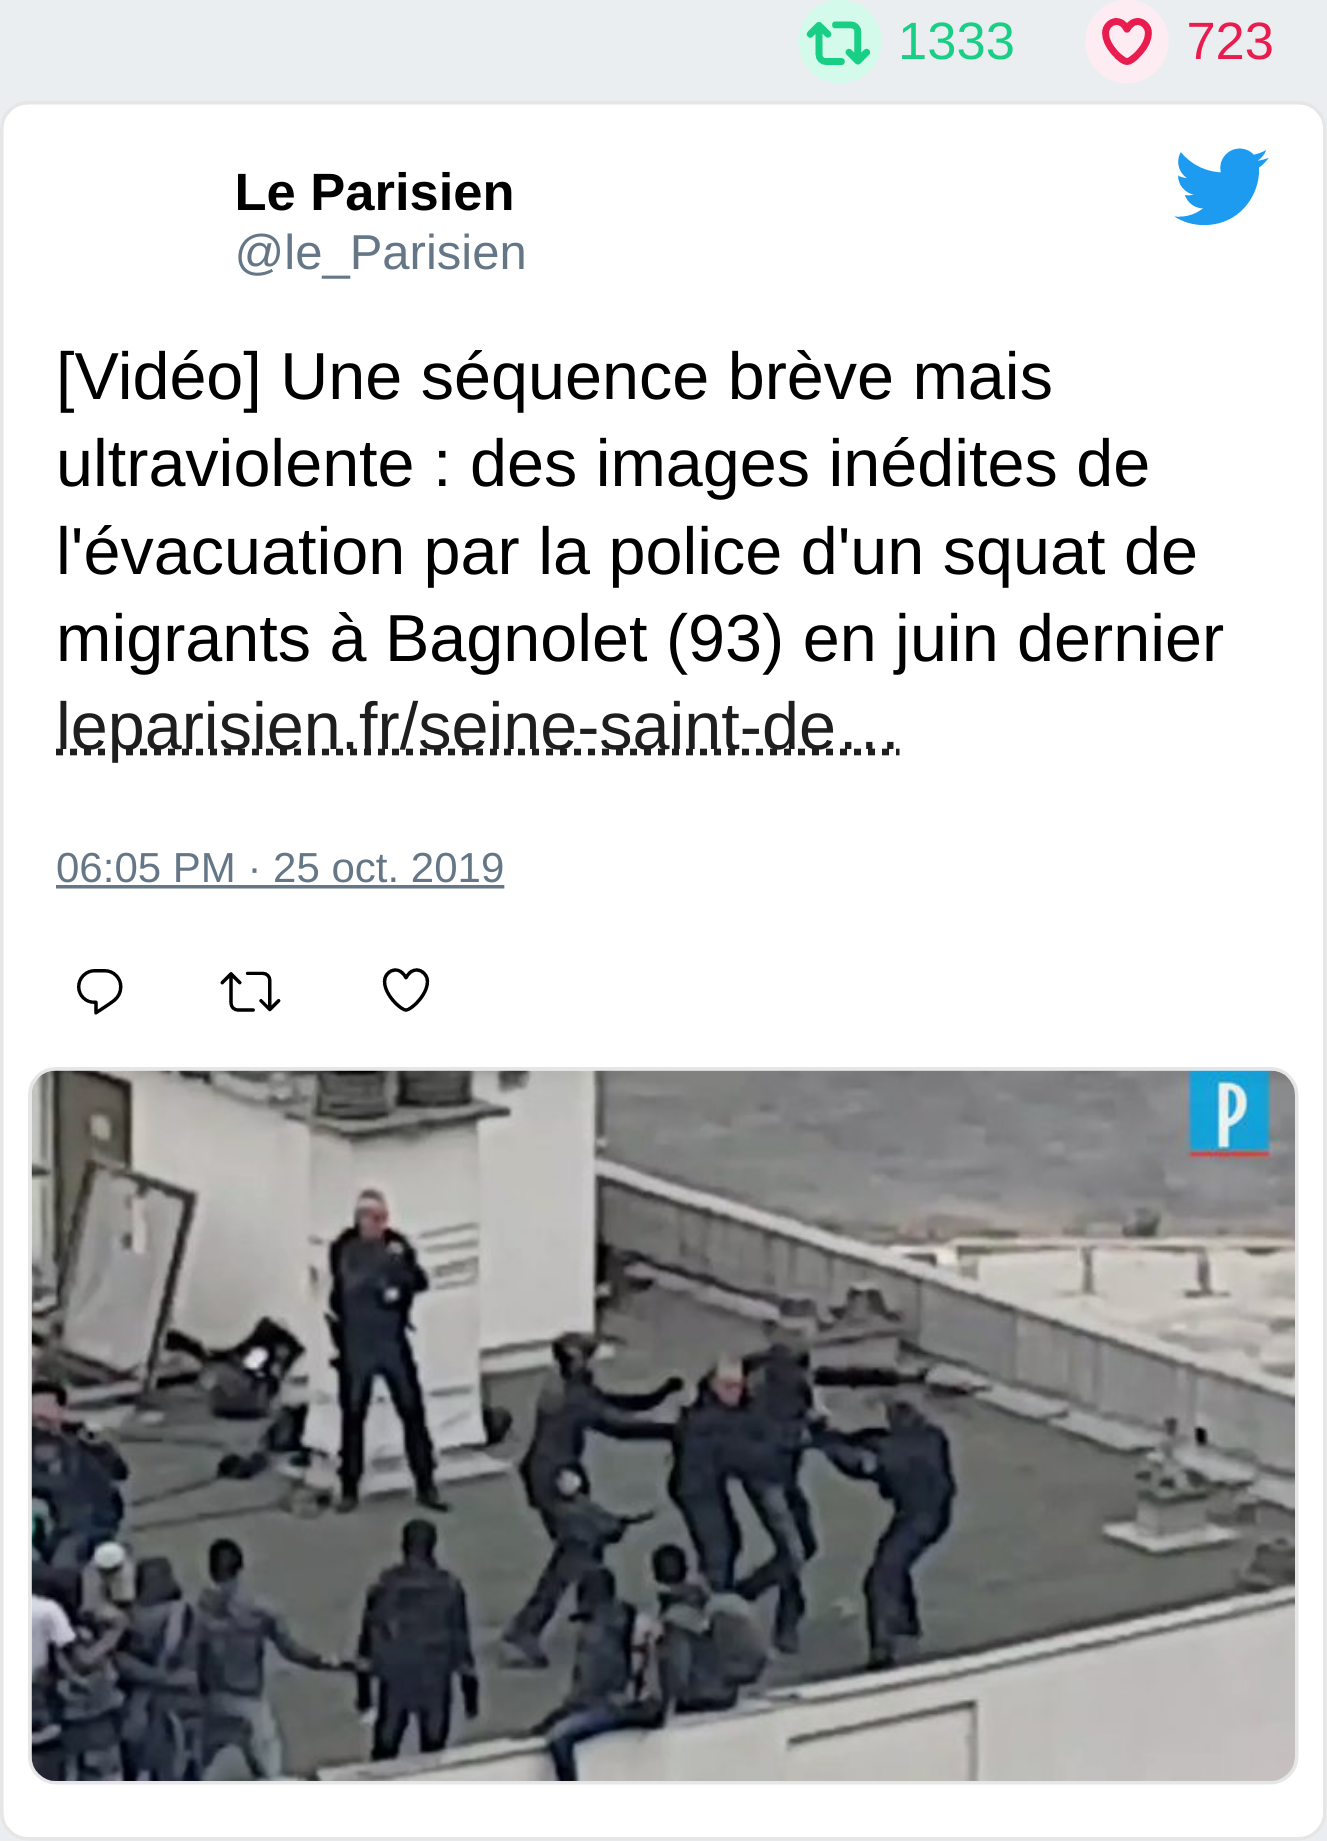 1333 723
Le Parisien
@le_Parisien
[Vidéo] Une séquence brève mais
ultraviolente : des images inédites de
l'évacuation par la police d'un squat de
migrants à Bagnolet (93) en juin dernier
leparisien.fr/seine-saint-de…
06:05 PM · 25 oct. 2019
P